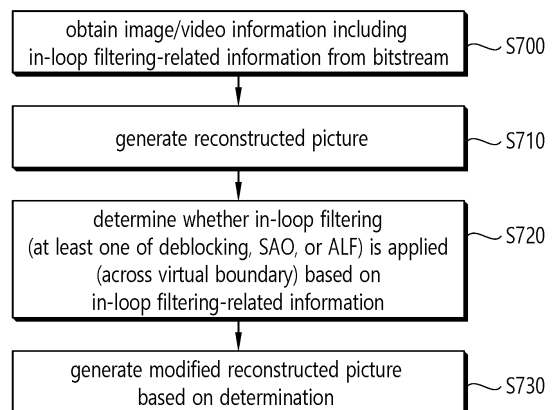 obtain image/video information including
in-loop filtering-related information from bitstream
S700
generate reconstructed picture
S710
determine whether in-loop filtering
(at least one of deblocking, SAO, or ALF) is applied
(across virtual boundary) based on
in-loop filtering-related information
S720
generate modified reconstructed picture
based on determination
S730